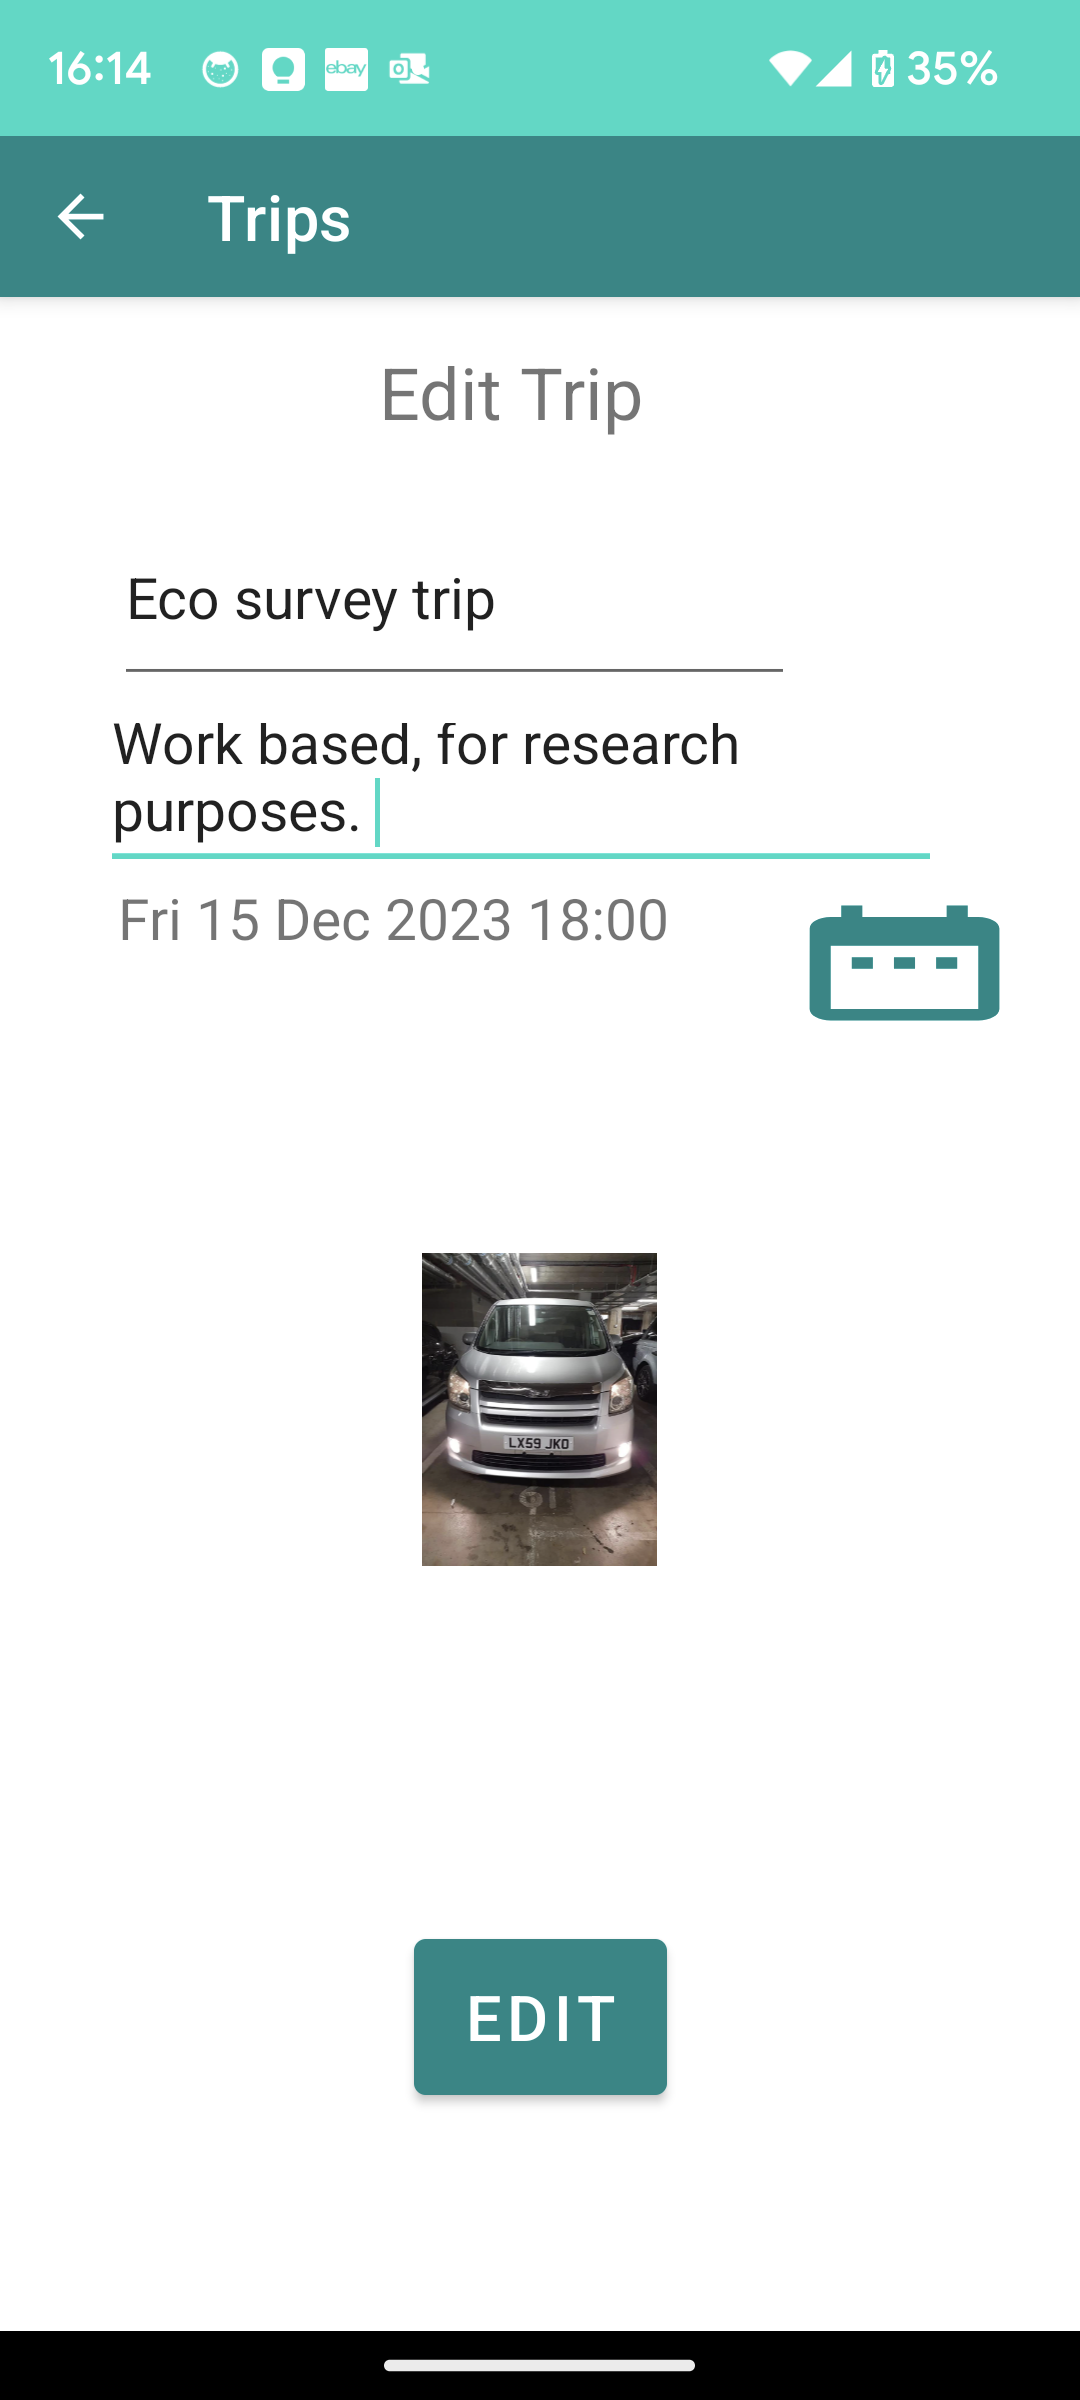 16:14 ebay 35%
Trips
Edit Trip
Eco survey trip
Work based, for research
purposes.
Fri 15 Dec 2023 18:00
LX59 JKO
EDIT